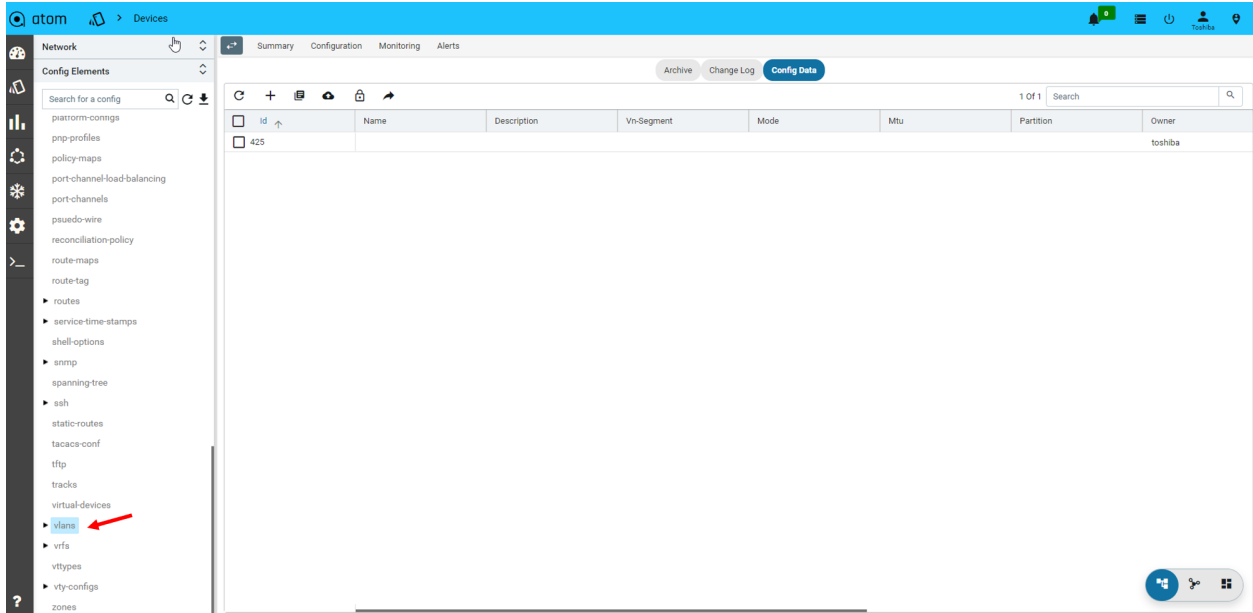 atom > Devices 0 Toshiba
Network
Config Elements
Search for a config
platform-configs
pnp-profiles
policy-maps
port-channel-load-balancing
port-channels
psuedo-wire
reconciliation-policy
route-maps
route-tag
routes
service-time-stamps
shell-options
snmp
spanning-tree
ssh
static-routes
tacacs-conf
tftp
tracks
virtual-devices
vlans
vrfs
vttypes
vty-configs
zones
?
Summary Configuration Monitoring Alerts
Archive Change Log Config Data
1 Of 1 Search
Id Name Description Vn-Segment Mode Mtu Partition Owner
425 toshiba